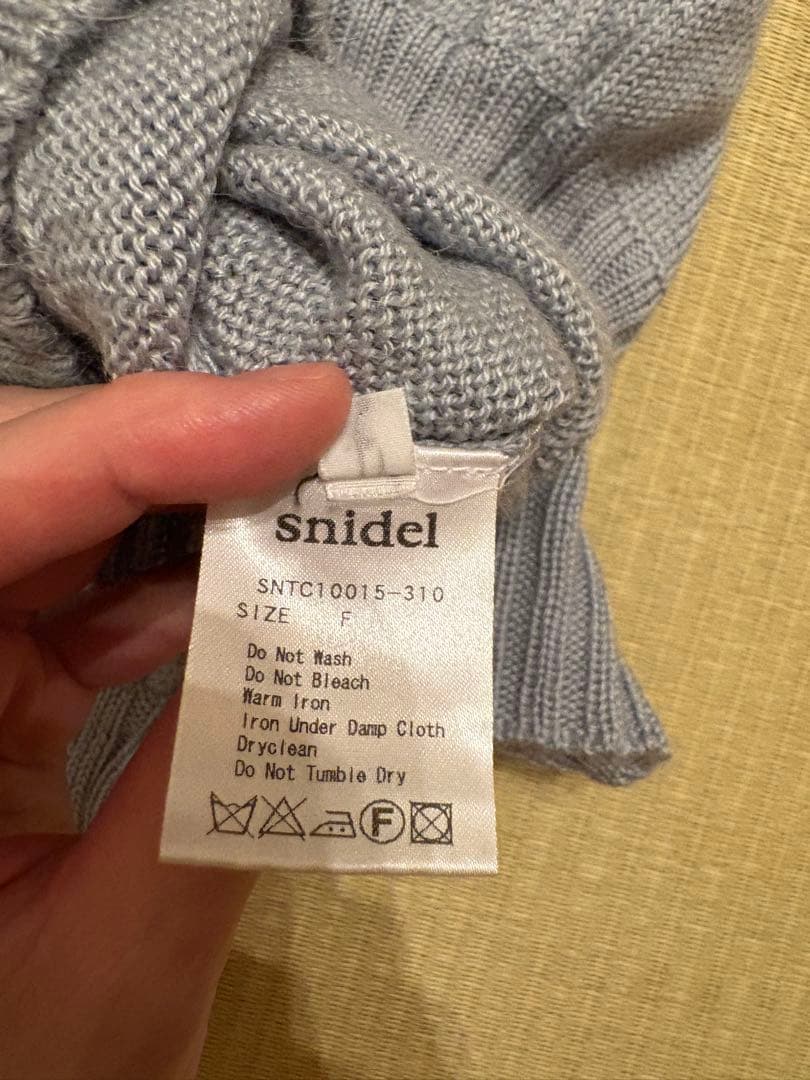 snidel
SNTC10015-310
SIZE F
Do Not Wash
Do Not Bleach
Warm Iron
Iron Under Damp Cloth
Dryclean
Do Not Tumble Dry
F